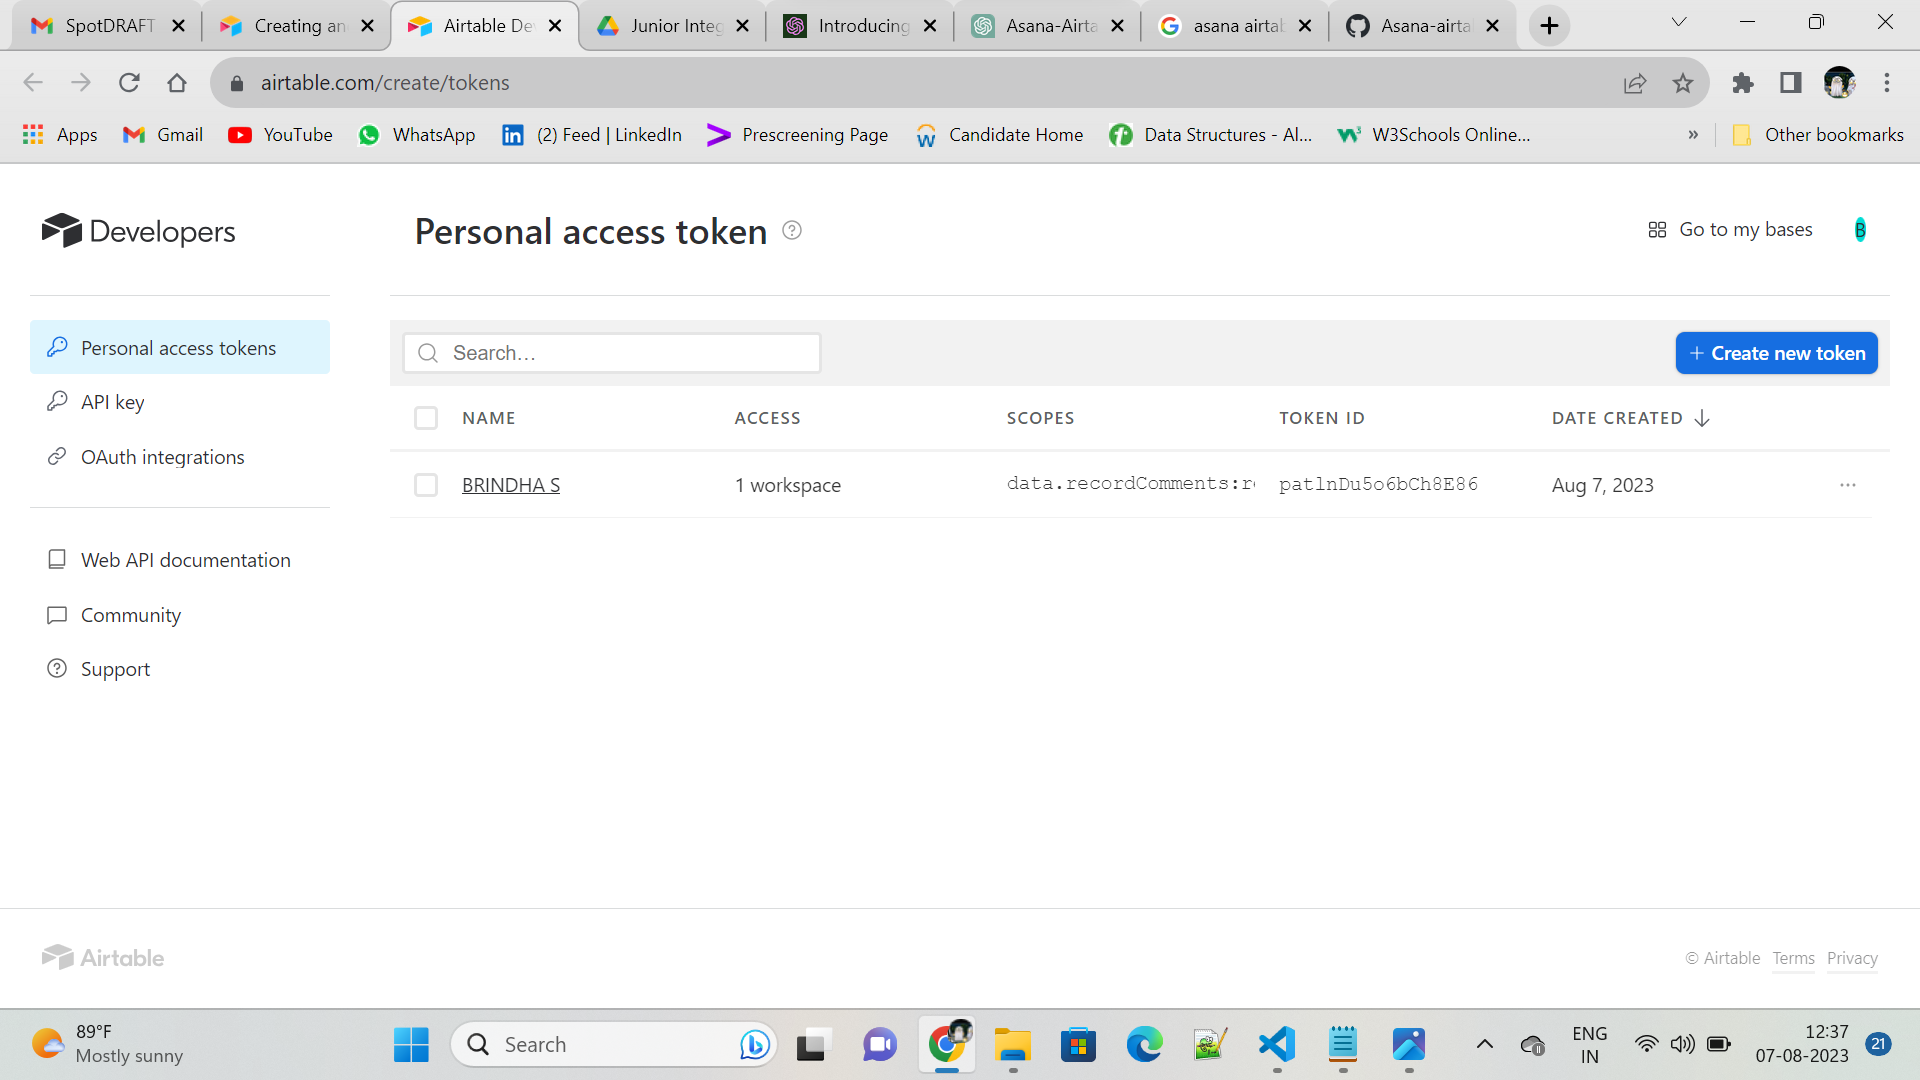 SpotDRAFT
Creating an
Airtable De
Junior Integ
Introducing
Asana-Airta
asana airtab
Asana-airtal
airtable.com/create/tokens
Apps
Gmail
YouTube
WhatsApp
(2) Feed | LinkedIn
Prescreening Page
Candidate Home
Data Structures - Al...
W3Schools Online...
»
Other bookmarks
Developers
Personal access token
Go to my bases
B
Personal access tokens
API key
OAuth integrations
Web API documentation
Community
Support
Search...
+ Create new token
NAME ACCESS SCOPES TOKEN ID DATE CREATED
BRINDHA S 1 workspace data.recordComments:re patlnDu5o6bCh8E86 Aug 7, 2023
Airtable
© Airtable Terms Privacy
89°F
Mostly sunny
Search
ENG
IN
12:37
07-08-2023
21